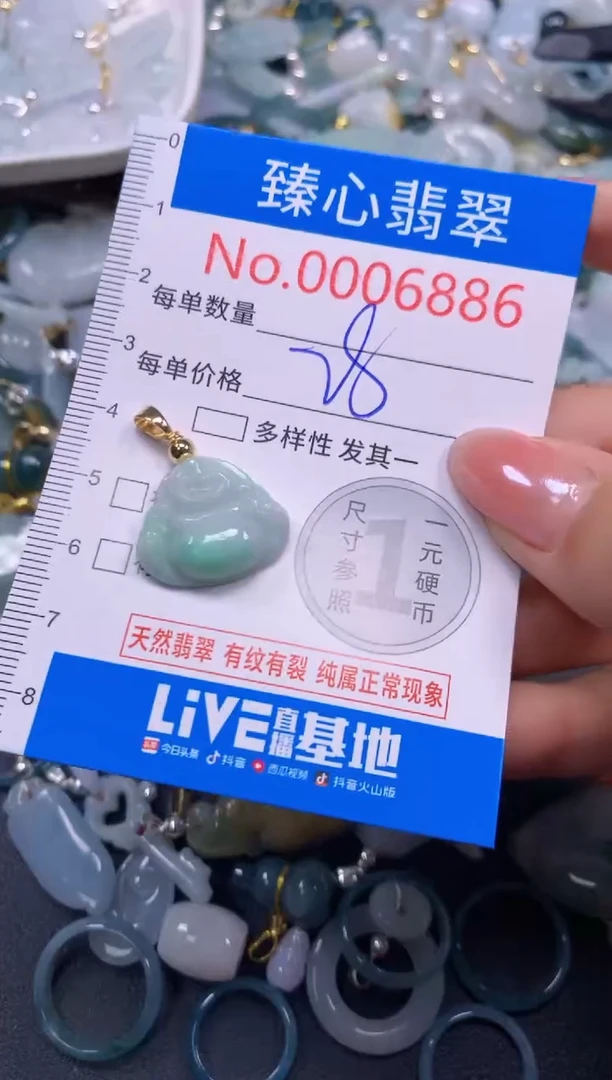 0
臻心翡翠
1
No.0006886
2
每单数量
3
每单价格
28
4
多样性 发其一
5
尺寸参照
1
一元硬币
6
天然翡翠 有纹有裂 纯属正常现象
7
LiVE直播基地
8
今日头条 抖音 西瓜视频 抖音火山版